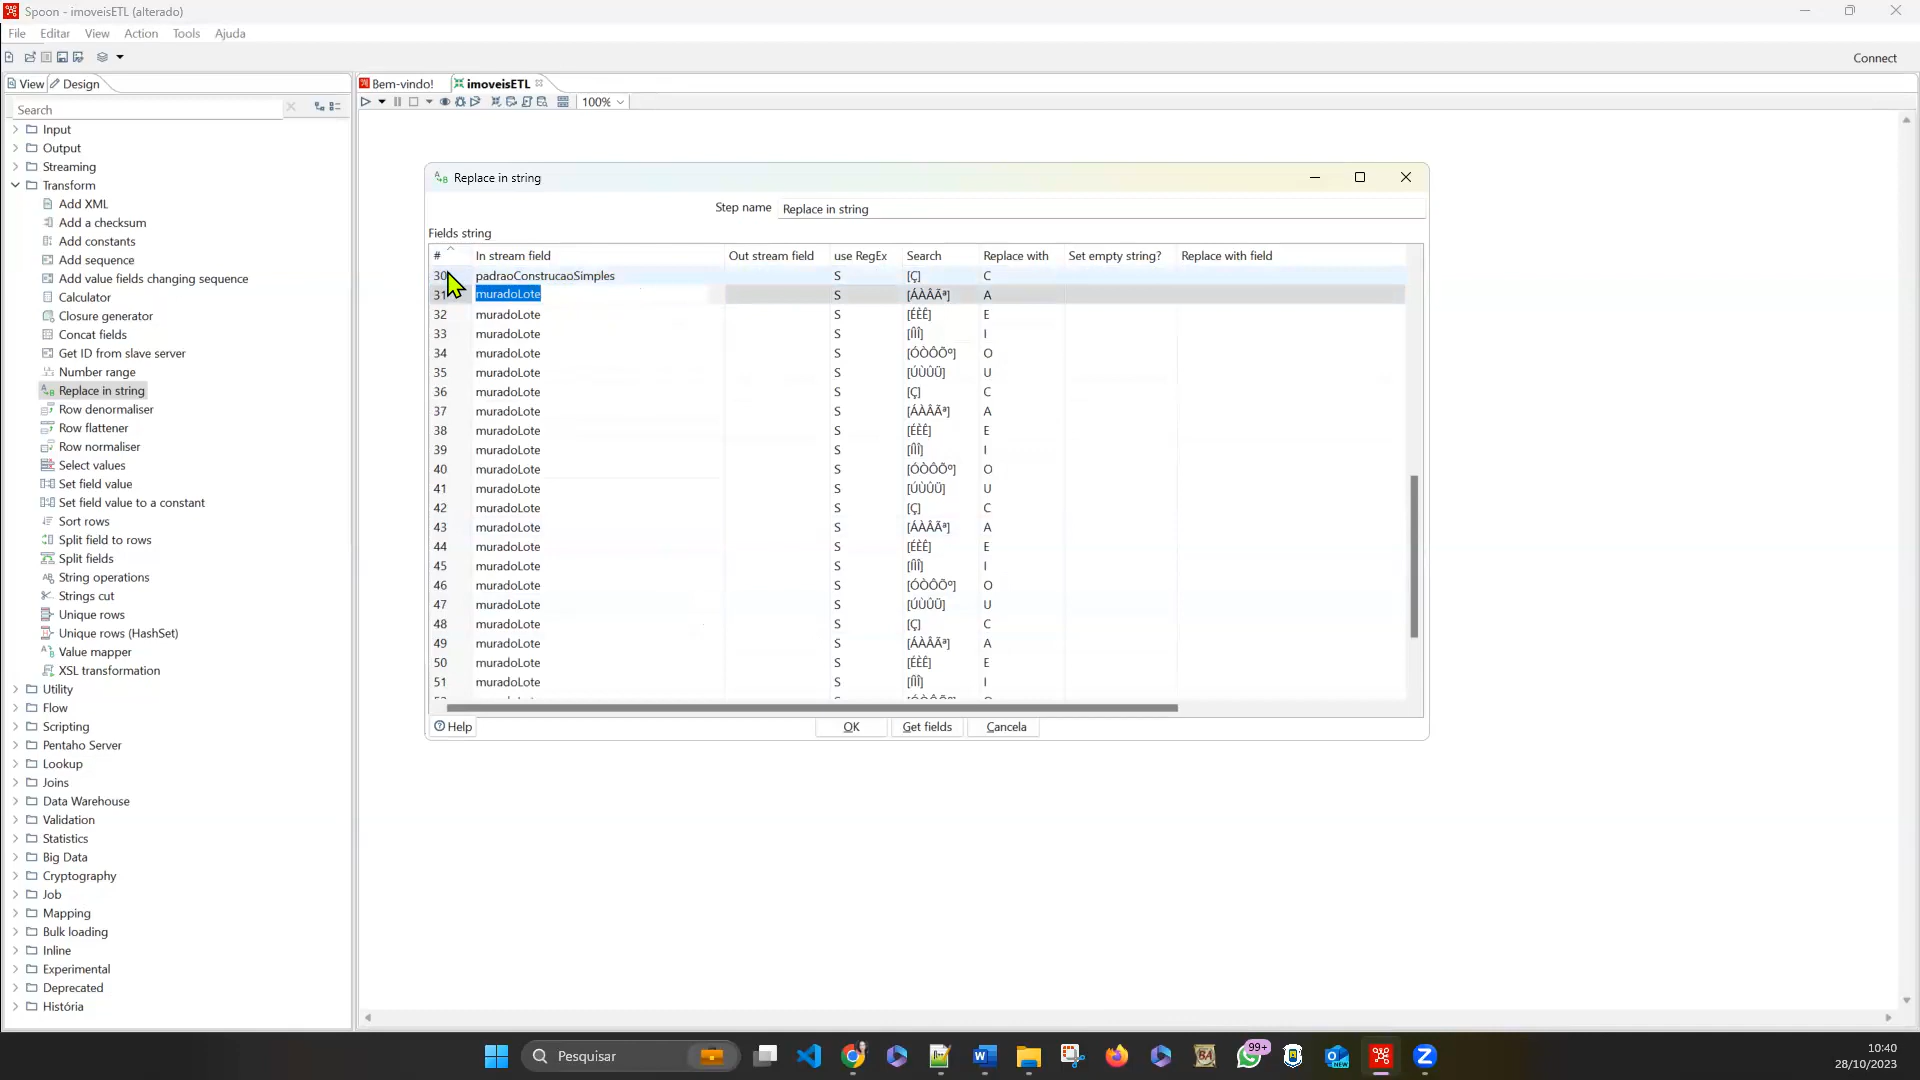 Spoon - imoveisETL (alterado)
File Editar View Action Tools Ajuda
Connect
View Design
Bem-vindo! imoveisETL
Search
100%
Input
Output
Streaming
Transform
Add XML
Add a checksum
Add constants
Add sequence
Add value fields changing sequence
Calculator
Closure generator
Concat fields
Get ID from slave server
Number range
Replace in string
Row denormaliser
Row flattener
Row normaliser
Select values
Set field value
Set field value to a constant
Sort rows
Split field to rows
Split fields
String operations
Strings cut
Unique rows
Unique rows (HashSet)
Value mapper
XSL transformation
Utility
Flow
Scripting
Pentaho Server
Lookup
Joins
Data Warehouse
Validation
Statistics
Big Data
Cryptography
Job
Mapping
Bulk loading
Inline
Experimental
Deprecated
História
Replace in string
Step name Replace in string
Fields string
# In stream field Out stream field use RegEx Search Replace with Set empty string? Replace with field
30 padraoConstrucaoSimples S [Ç] C
31 muradoLote S [ÁÀÂÃª] A
32 muradoLote S [ÉÈÊ] E
33 muradoLote S [ÍÌÎ] I
34 muradoLote S [ÓÒÔÕº] O
35 muradoLote S [ÚÙÛÜ] U
36 muradoLote S [Ç] C
37 muradoLote S [ÁÀÂÃª] A
38 muradoLote S [ÉÈÊ] E
39 muradoLote S [ÍÌÎ] I
40 muradoLote S [ÓÒÔÕº] O
41 muradoLote S [ÚÙÛÜ] U
42 muradoLote S [Ç] C
43 muradoLote S [ÁÀÂÃª] A
44 muradoLote S [ÉÈÊ] E
45 muradoLote S [ÍÌÎ] I
46 muradoLote S [ÓÒÔÕº] O
47 muradoLote S [ÚÙÛÜ] U
48 muradoLote S [Ç] C
49 muradoLote S [ÁÀÂÃª] A
50 muradoLote S [ÉÈÊ] E
51 muradoLote S [ÍÌÎ] I
Help OK Get fields Cancela
Pesquisar
99+
NEW
BA
10:40
28/10/2023